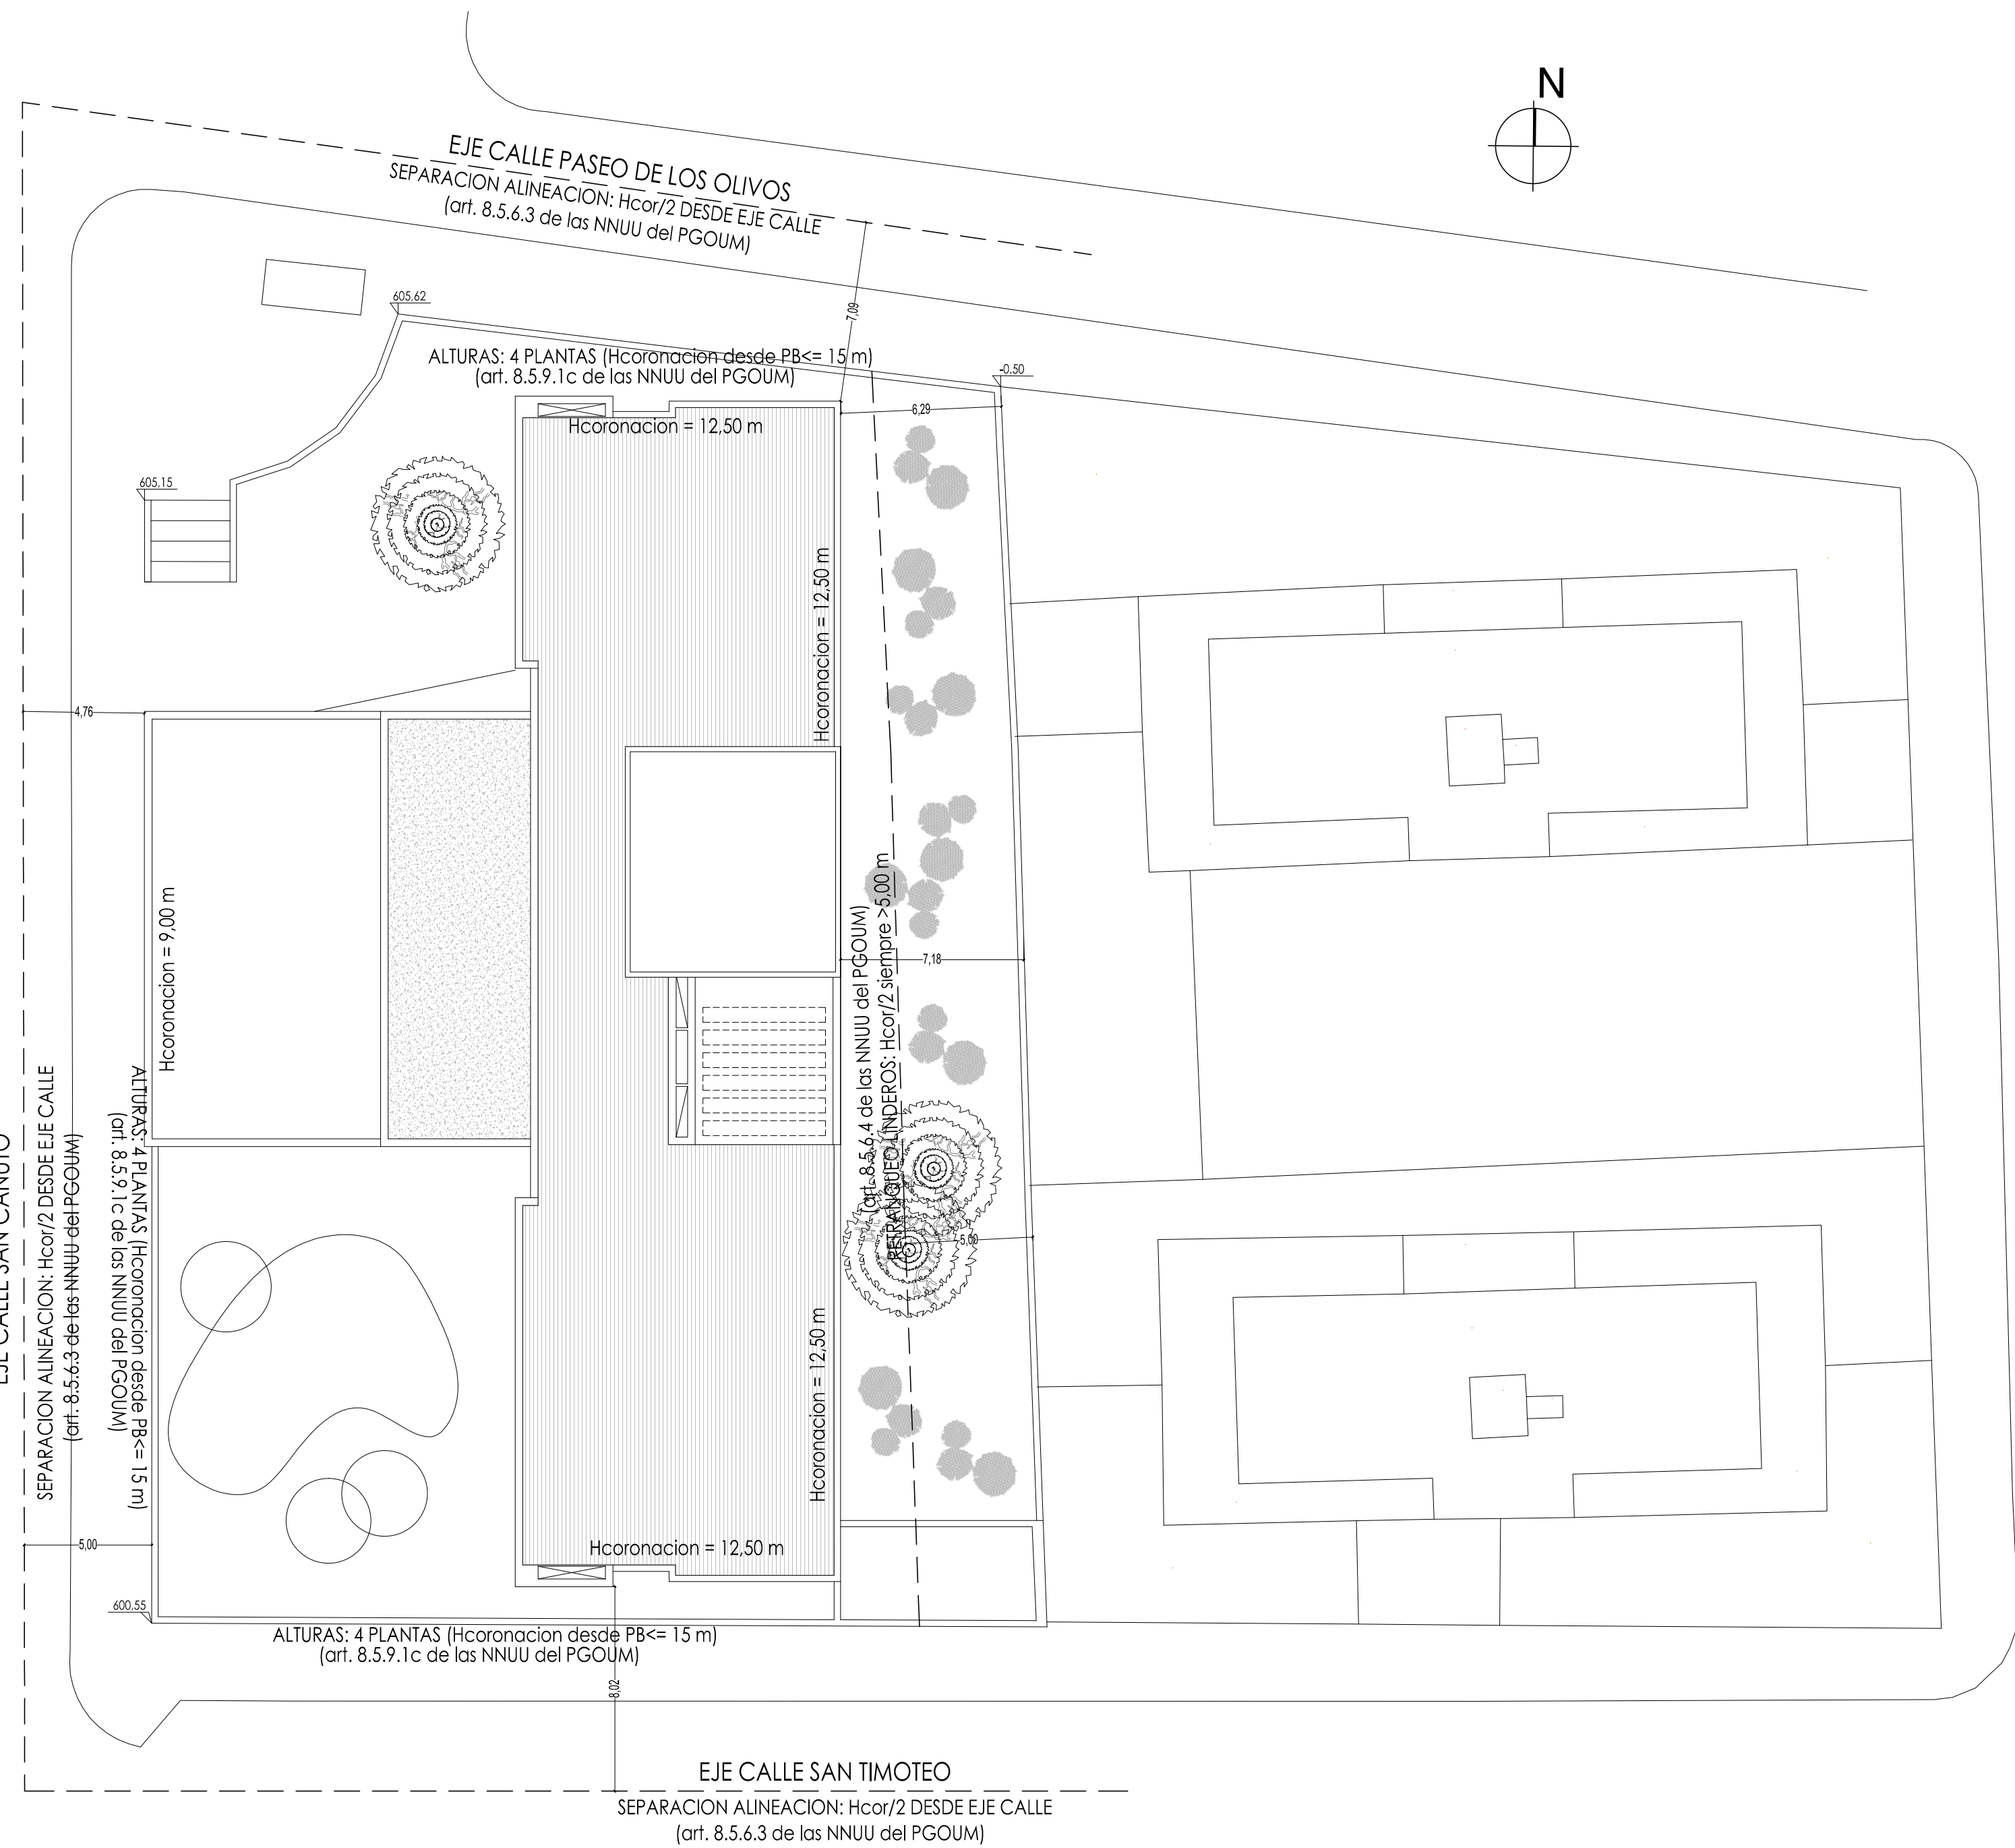 N
EJE CALLE PASEO DE LOS OLIVOS
SEPARACION ALINEACION: Hcor/2 DESDE EJE CALLE
(art. 8.5.6.3 de las NNUU del PGOUM)
7,09
605,62
ALTURAS: 4 PLANTAS (Hcoronacion desde PB<= 15 m)
(art. 8.5.9.1c de las NNUU del PGOUM)
-0.50
6,29
Hcoronacion = 12,50 m
605,15
Hcoronacion = 12,50 m
4,76
Hcoronacion = 9,00 m
(art. 8.5.6.4 de las NNUU del PGOUM)
RETRANQUEO LINDEROS: Hcor/2 siempre >5,00 m
7,18
5,00
EJE CALLE SAN CANUTO
SEPARACION ALINEACION: Hcor/2 DESDE EJE CALLE
(art. 8.5.6.3 de las NNUU del PGOUM)
ALTURAS: 4 PLANTAS (Hcoronacion desde PB<= 15 m)
(art. 8.5.9.1c de las NNUU del PGOUM)
Hcoronacion = 12,50 m
5,00
Hcoronacion = 12,50 m
600,55
ALTURAS: 4 PLANTAS (Hcoronacion desde PB<= 15 m)
(art. 8.5.9.1c de las NNUU del PGOUM)
8,02
EJE CALLE SAN TIMOTEO
SEPARACION ALINEACION: Hcor/2 DESDE EJE CALLE
(art. 8.5.6.3 de las NNUU del PGOUM)